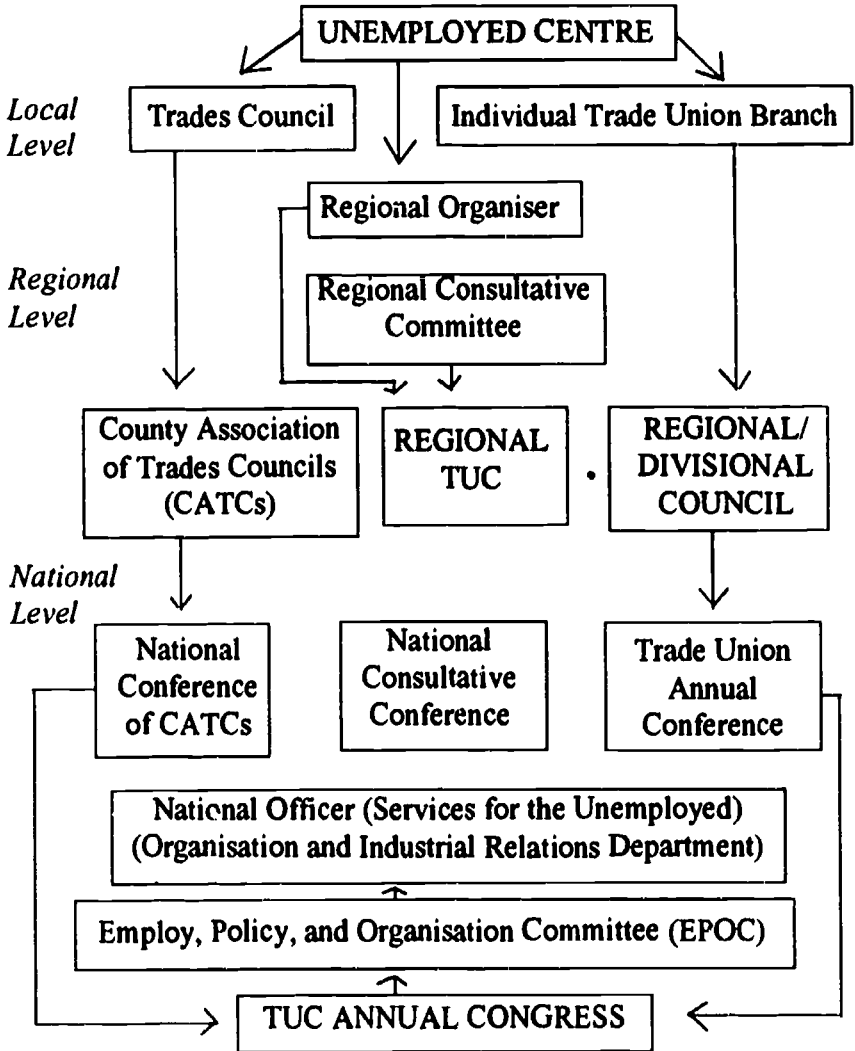 UNEMPLOYED CENTRE
Local
Level
Trades Council
Individual Trade Union Branch
Regional Organiser
Regional
Level
Regional Consultative
Committee
County Association
of Trades Councils
(CATCs)
REGIONAL
TUC
REGIONAL/
DIVISIONAL
COUNCIL
National
Level
National
Conference
of CATCs
National
Consultative
Conference
Trade Union
Annual
Conference
National Officer (Services for the Unemployed)
(Organisation and Industrial Relations Department)
Employ, Policy, and Organisation Committee (EPOC)
TUC ANNUAL CONGRESS